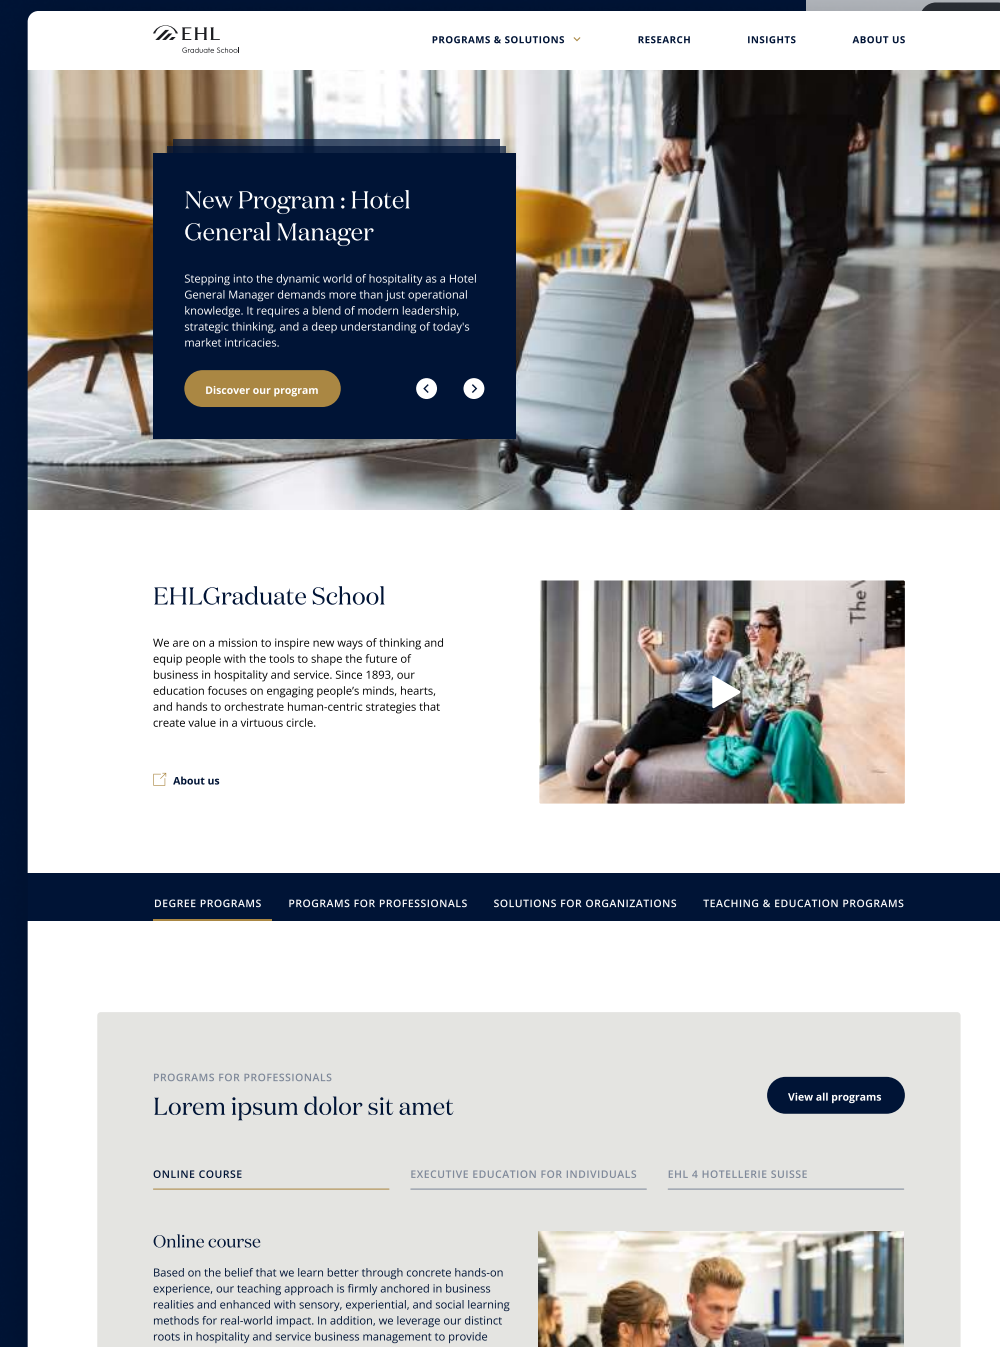 EHL
Graduate School
PROGRAMS & SOLUTIONS
RESEARCH
INSIGHTS
ABOUT US
New Program : Hotel
General Manager
Stepping into the dynamic world of hospitality as a Hotel
General Manager demands more than just operational
knowledge. It requires a blend of modern leadership,
strategic thinking, and a deep understanding of today's
market intricacies.
Discover our program
EHLGraduate School
We are on a mission to inspire new ways of thinking and
equip people with the tools to shape the future of
business in hospitality and service. Since 1893, our
education focuses on engaging people’s minds, hearts,
and hands to orchestrate human-centric strategies that
create value in a virtuous circle.
About us
The
DEGREE PROGRAMS
PROGRAMS FOR PROFESSIONALS
SOLUTIONS FOR ORGANIZATIONS
TEACHING & EDUCATION PROGRAMS
PROGRAMS FOR PROFESSIONALS
Lorem ipsum dolor sit amet
View all programs
ONLINE COURSE
EXECUTIVE EDUCATION FOR INDIVIDUALS
EHL 4 HOTELLERIE SUISSE
Online course
Based on the belief that we learn better through concrete hands-on
experience, our teaching approach is firmly anchored in business
realities and enhanced with sensory, experiential, and social learning
methods for real-world impact. In addition, we leverage our distinct
roots in hospitality and service business management to provide